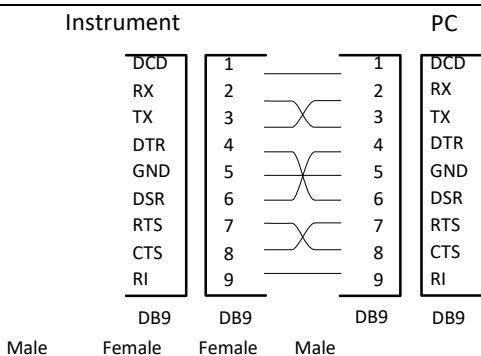 Instrument PC
DCD 1 1 DCD
RX 2 2 RX
TX 3 3 TX
DTR 4 4 DTR
GND 5 5 GND
DSR 6 6 DSR
RTS 7 7 RTS
CTS 8 8 CTS
RI 9 9 RI
DB9 DB9 DB9 DB9
Male Female Female Male